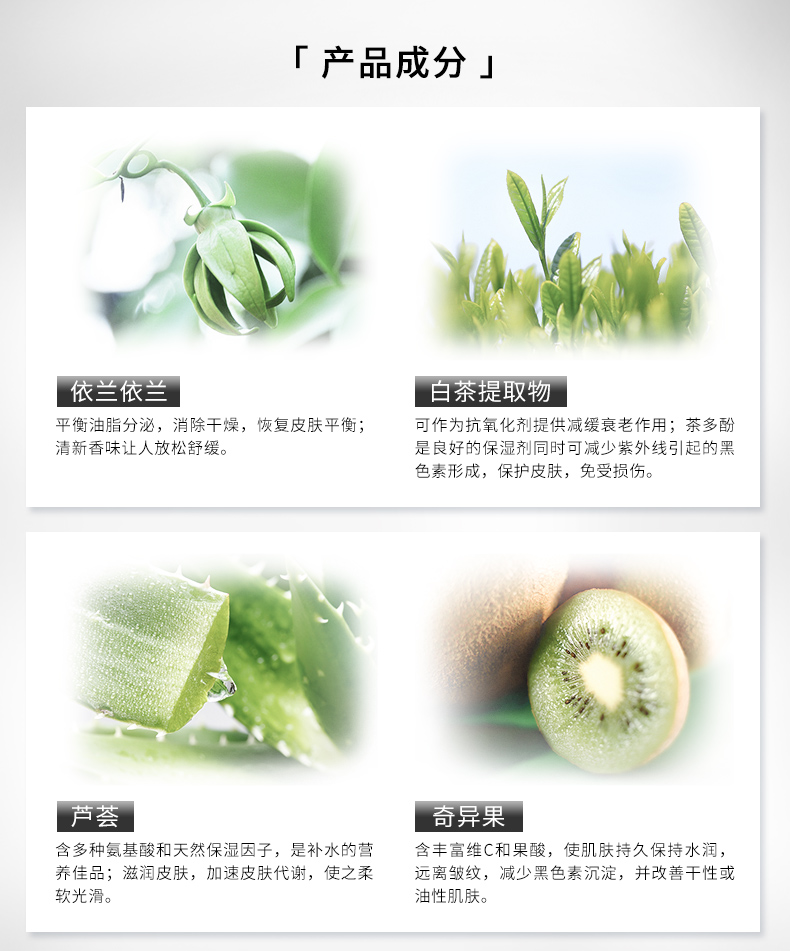 「 产品成分 」
依兰依兰
平衡油脂分泌，消除干燥，恢复皮肤平衡；
清新香味让人放松舒缓。
白茶提取物
可作为抗氧化剂提供减缓衰老作用；茶多酚
是良好的保湿剂同时可减少紫外线引起的黑
色素形成，保护皮肤，免受损伤。
芦荟
含多种氨基酸和天然保湿因子，是补水的营
养佳品；滋润皮肤，加速皮肤代谢，使之柔
软光滑。
奇异果
含丰富维C和果酸，使肌肤持久保持水润，
远离皱纹，减少黑色素沉淀，并改善干性或
油性肌肤。